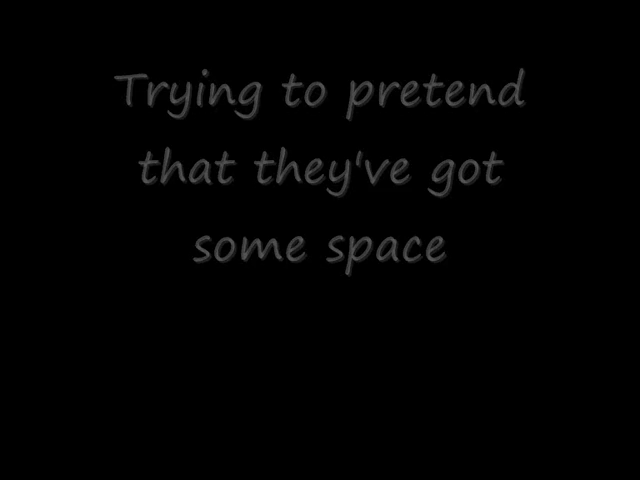 Trying to pretend
that they've got
some space